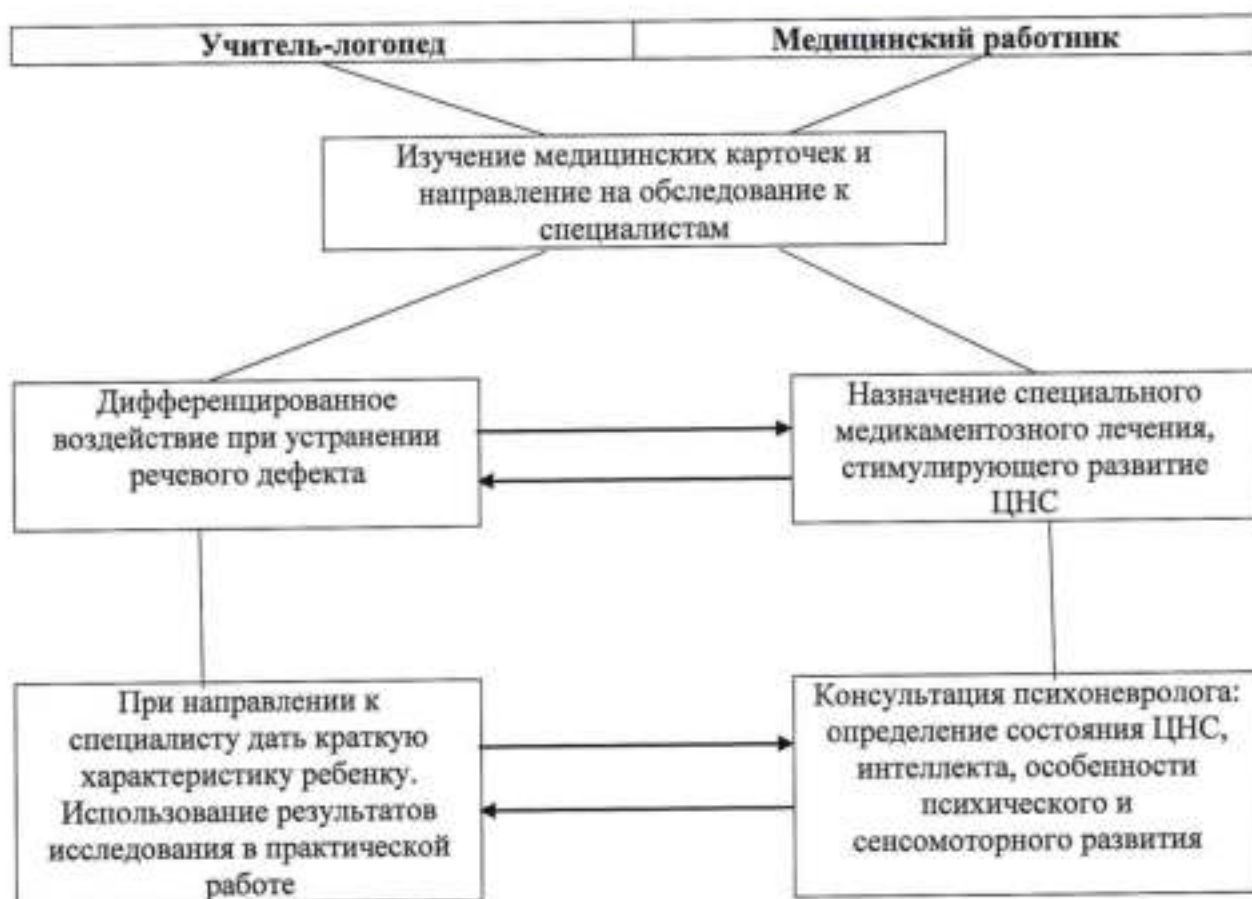 Учитель-логопед
Медицинский работник
Изучение медицинских карточек и
направление на обследование к
специалистам
Дифференцированное
воздействие при устранении
речевого дефекта
Назначение специального
медикаментозного лечения,
стимулирующего развитие
ЦНС
При направлении к
специалисту дать краткую
характеристику ребенку.
Использование результатов
исследования в практической
работе
Консультация психоневролога:
определение состояния ЦНС,
интеллекта, особенности
психического и
сенсомоторного развития